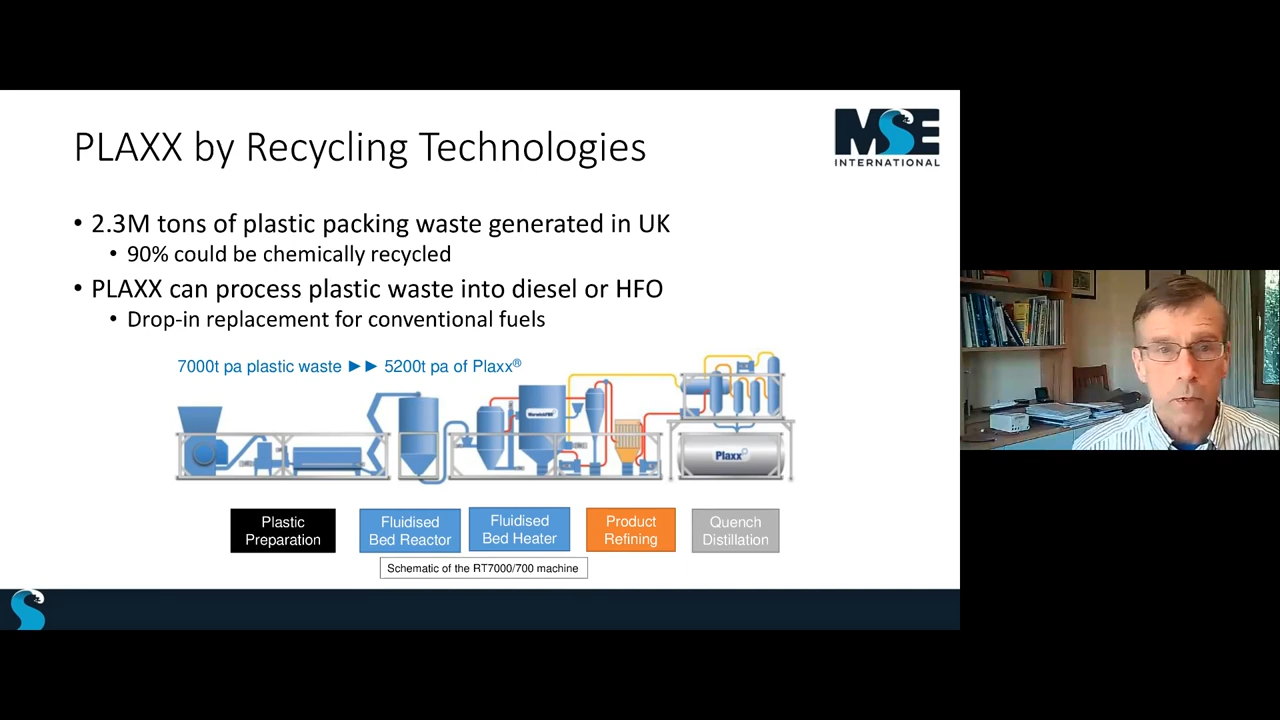 PLAXX by Recycling Technologies
MSE
INTERNATIONAL
• 2.3M tons of plastic packing waste generated in UK
• 90% could be chemically recycled
• PLAXX can process plastic waste into diesel or HFO
• Drop-in replacement for conventional fuels
7000t pa plastic waste ►► 5200t pa of Plaxx®
Plaxx
Plastic
Preparation
Fluidised
Bed Reactor
Fluidised
Bed Heater
Product
Refining
Quench
Distillation
Schematic of the RT7000/700 machine